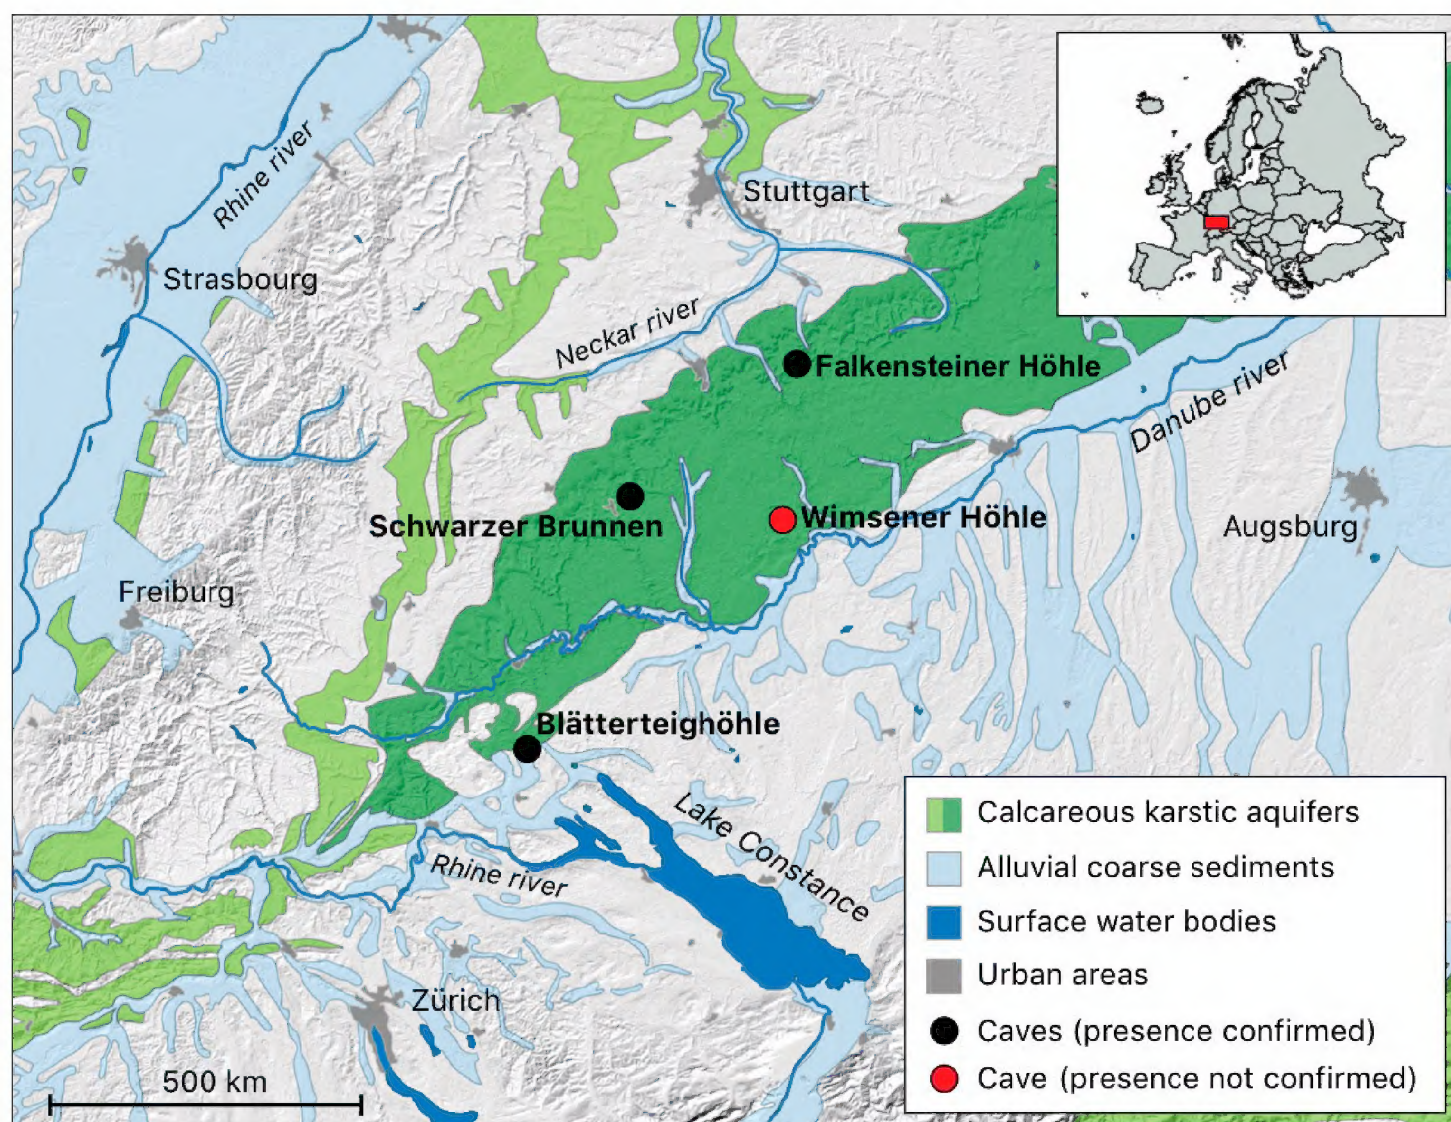 Rhine river
Stuttgart
Strasbourg
Neckar river
Falkensteiner Höhle
Danube river
Schwarzer Brunnen
Wimsener Höhle
Augsburg
Freiburg
Blätterteighöhle
Lake Constance
Rhine river
Zürich
500 km
Calcareous karstic aquifers
Alluvial coarse sediments
Surface water bodies
Urban areas
Caves (presence confirmed)
Cave (presence not confirmed)